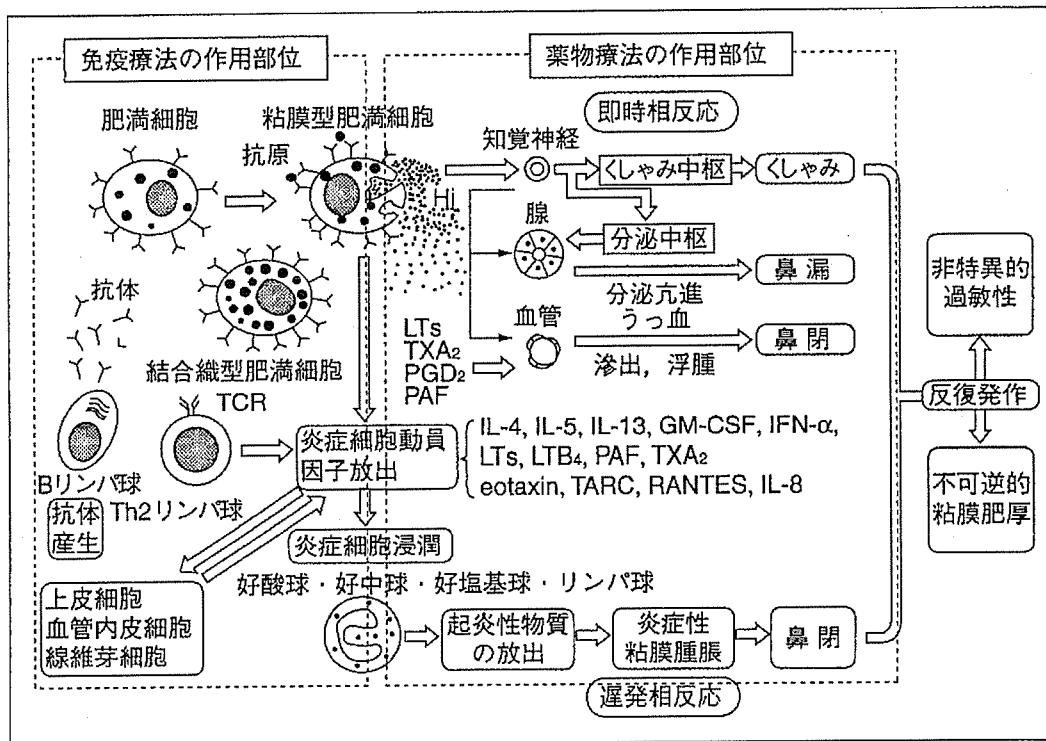 免疫療法の作用部位
薬物療法の作用部位
即時相反応
肥満細胞
粘膜型肥満細胞
抗原
知覚神経
くしゃみ中枢
くしゃみ
Hi
腺
分泌中枢
鼻漏
分泌亢進
うっ血
抗体
LTs
TXA₂
PGD₂
PAF
血管
鼻閉
滲出,浮腫
結合織型肥満細胞
TCR
非特異的
過敏性
反復発作
不可逆的
粘膜肥厚
炎症細胞動員
因子放出
IL-4, IL-5, IL-13, GM-CSF, IFN-α,
LTs, LTB₄, PAF, TXA₂
eotaxin, TARC, RANTES, IL-8
Bリンパ球
抗体
産生
Th2リンパ球
炎症細胞浸潤
好酸球・好中球・好塩基球・リンパ球
上皮細胞
血管内皮細胞
線維芽細胞
起炎性物質
の放出
炎症性
粘膜腫脹
鼻閉
遅発相反応